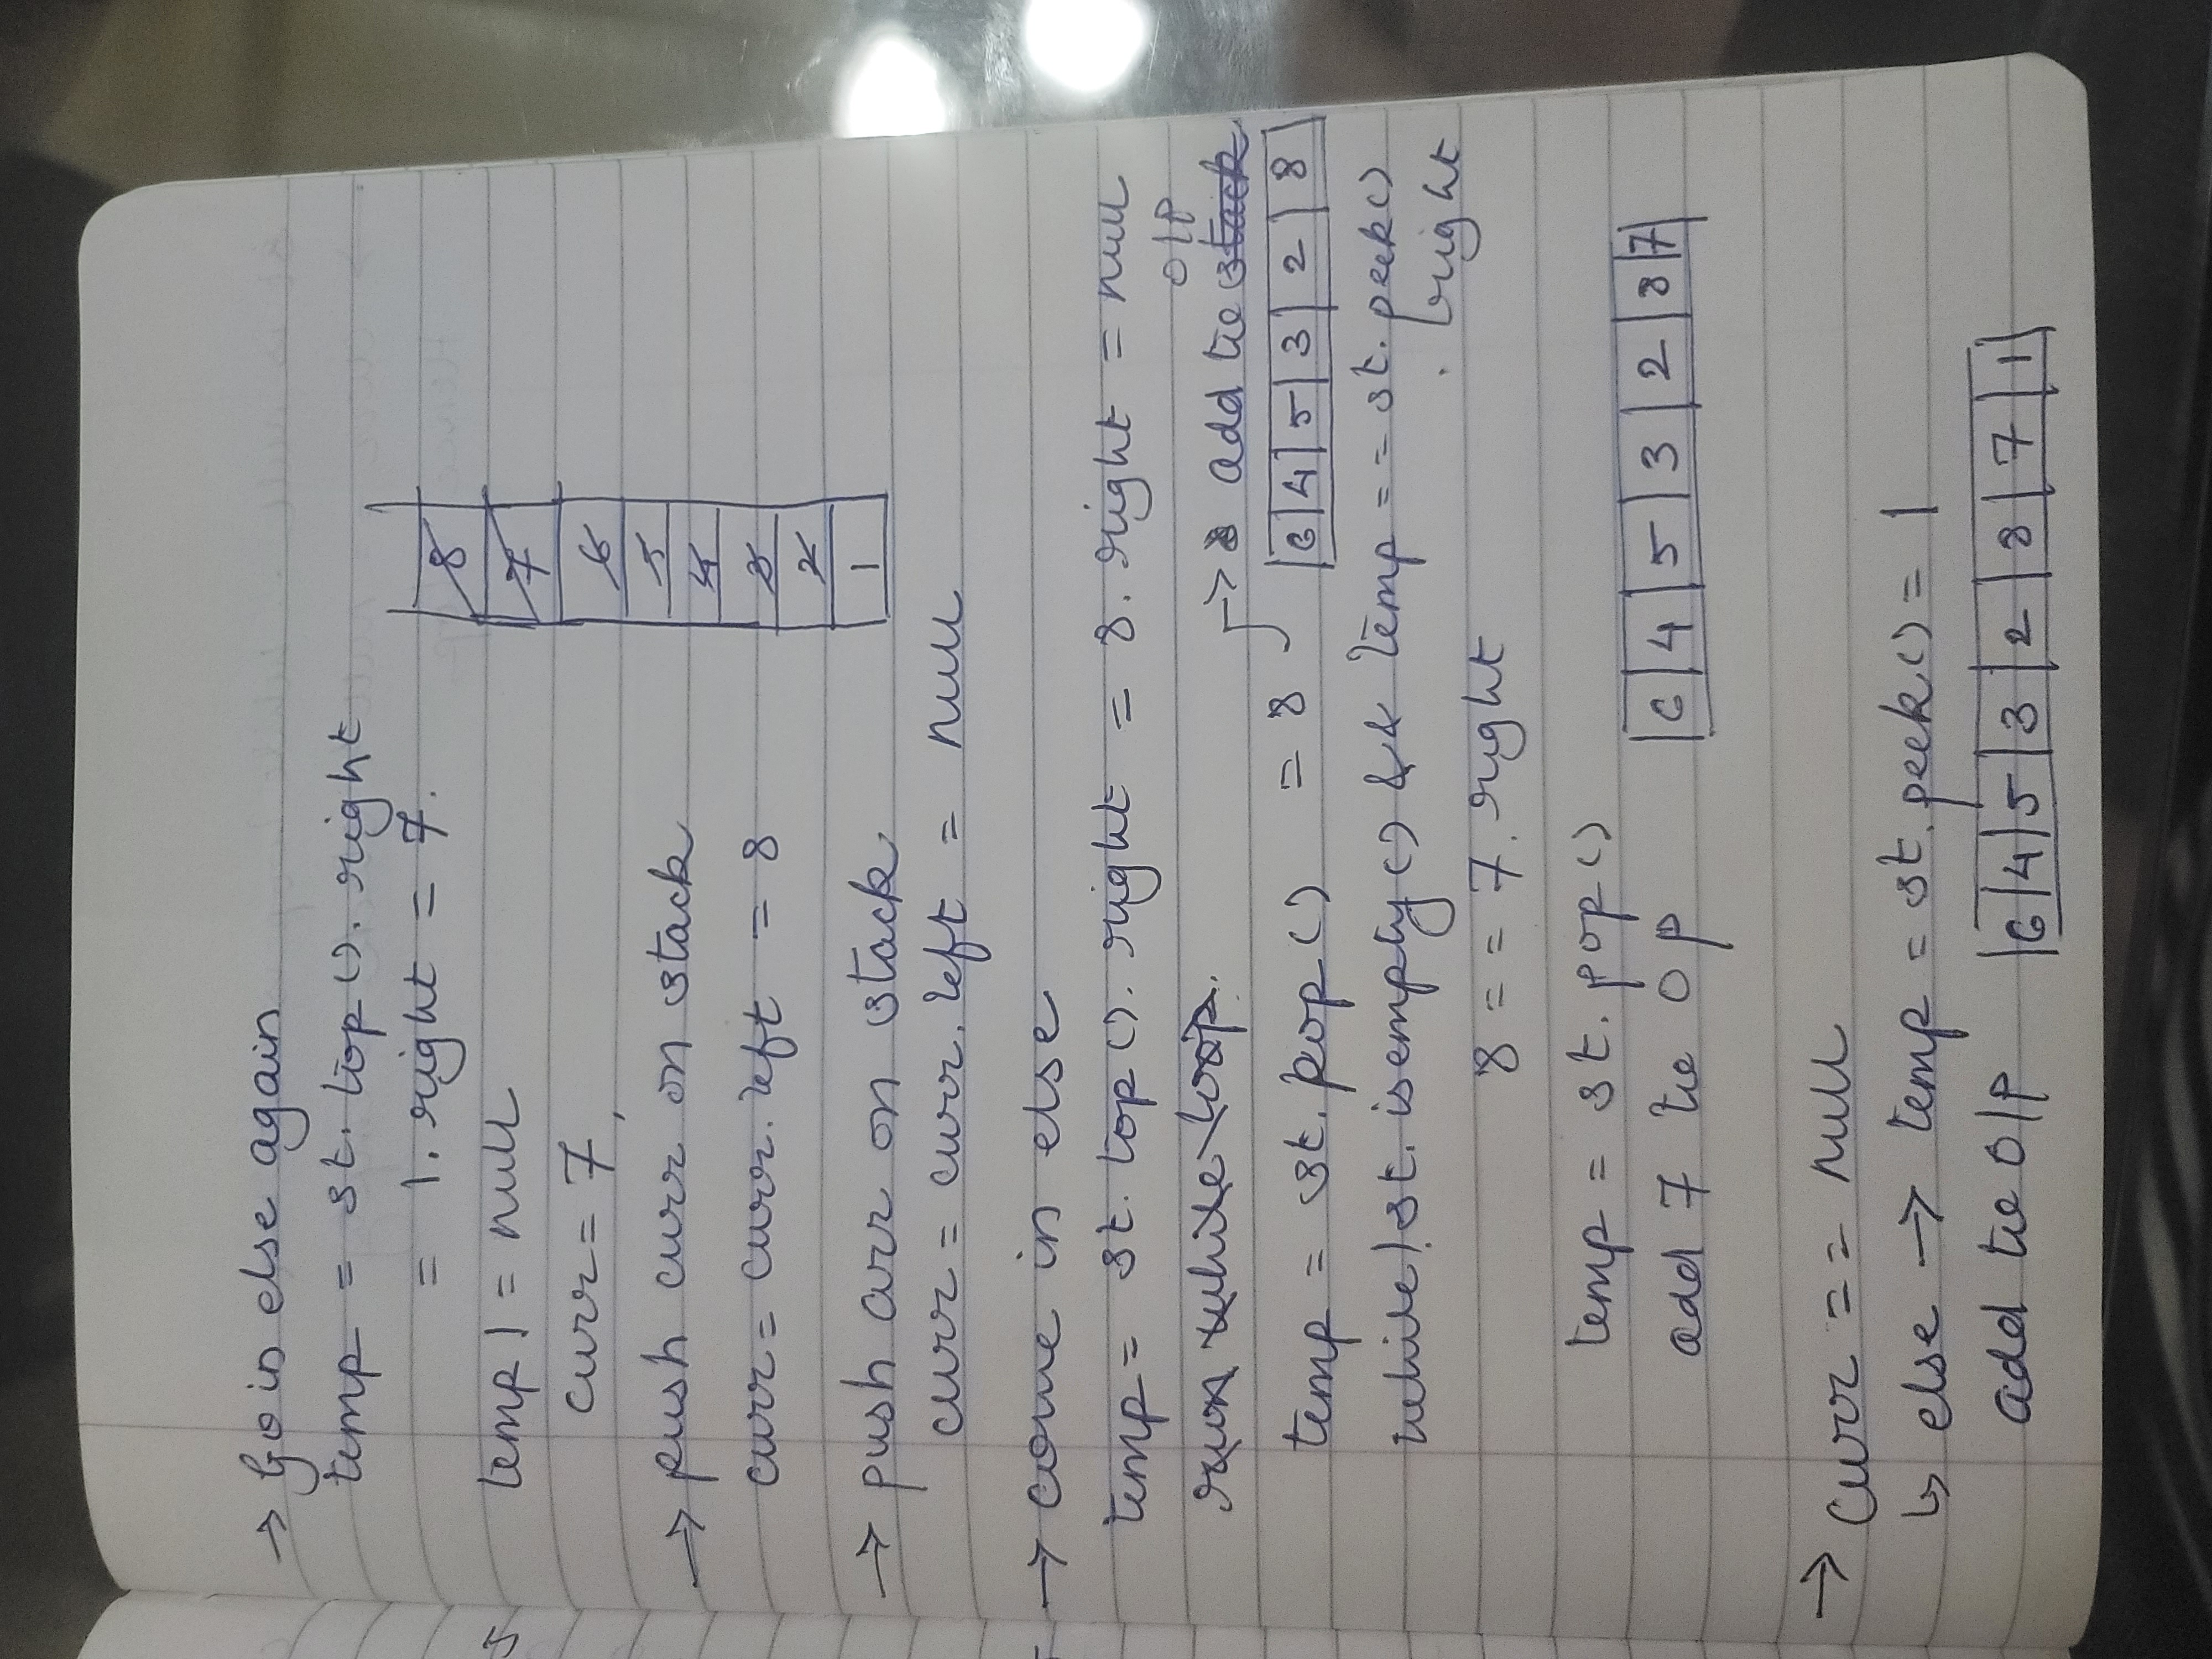 → Go in else again
temp = st. top(). right
= 1. right = 7.
temp1 = null
curr = 7,
→ push curr on stack
curr = curr. left = 8
→ push curr on stack
curr = curr. left = null
8
7
6
5
4
3
2
1
→ come in else
temp = st. top(). right = 8. right = null
run while loop.
O/P
temp = st. pop() = 8 → 8 add to stack
6 4 5 3 2 8
while !st. isempty() && temp == st. peek()
. right
8 == 7. right
temp = st. pop()
add 7 to OP 6 4 5 3 2 8 7
→ curr == null
↳ else → temp = st. peek() = 1
add to O/P 6 4 5 3 2 8 7 1